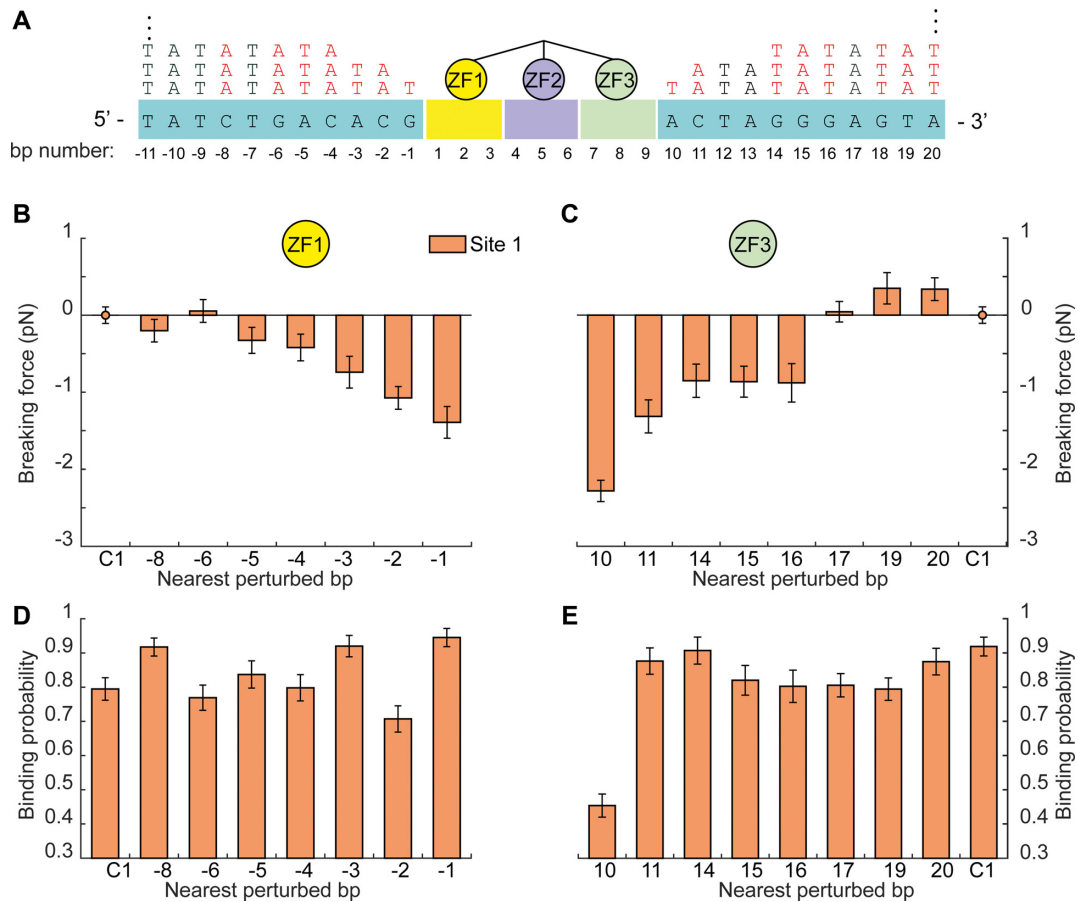 A
T A T A T A T A T A T A T A T
T A T A T A T A T A A T A T A T A T A T
T A T A T A T A T A T T A T A T A T A T A T
ZF1 ZF2 ZF3
5' - T A T C T G A C A C G A C T A G G G A G T A - 3'
bp number: -11 -10 -9 -8 -7 -6 -5 -4 -3 -2 -1 1 2 3 4 5 6 7 8 9 10 11 12 13 14 15 16 17 18 19 20
B
ZF1
Site 1
Breaking force (pN)
1
0
-1
-2
-3
C1 -8 -6 -5 -4 -3 -2 -1
Nearest perturbed bp
C
ZF3
1
0
-1
-2
-3
Breaking force (pN)
10 11 14 15 16 17 19 20 C1
Nearest perturbed bp
D
Binding probability
1
0.9
0.8
0.7
0.6
0.5
0.4
0.3
C1 -8 -6 -5 -4 -3 -2 -1
Nearest perturbed bp
E
1
0.9
0.8
0.7
0.6
0.5
0.4
0.3
Binding probability
10 11 14 15 16 17 19 20 C1
Nearest perturbed bp